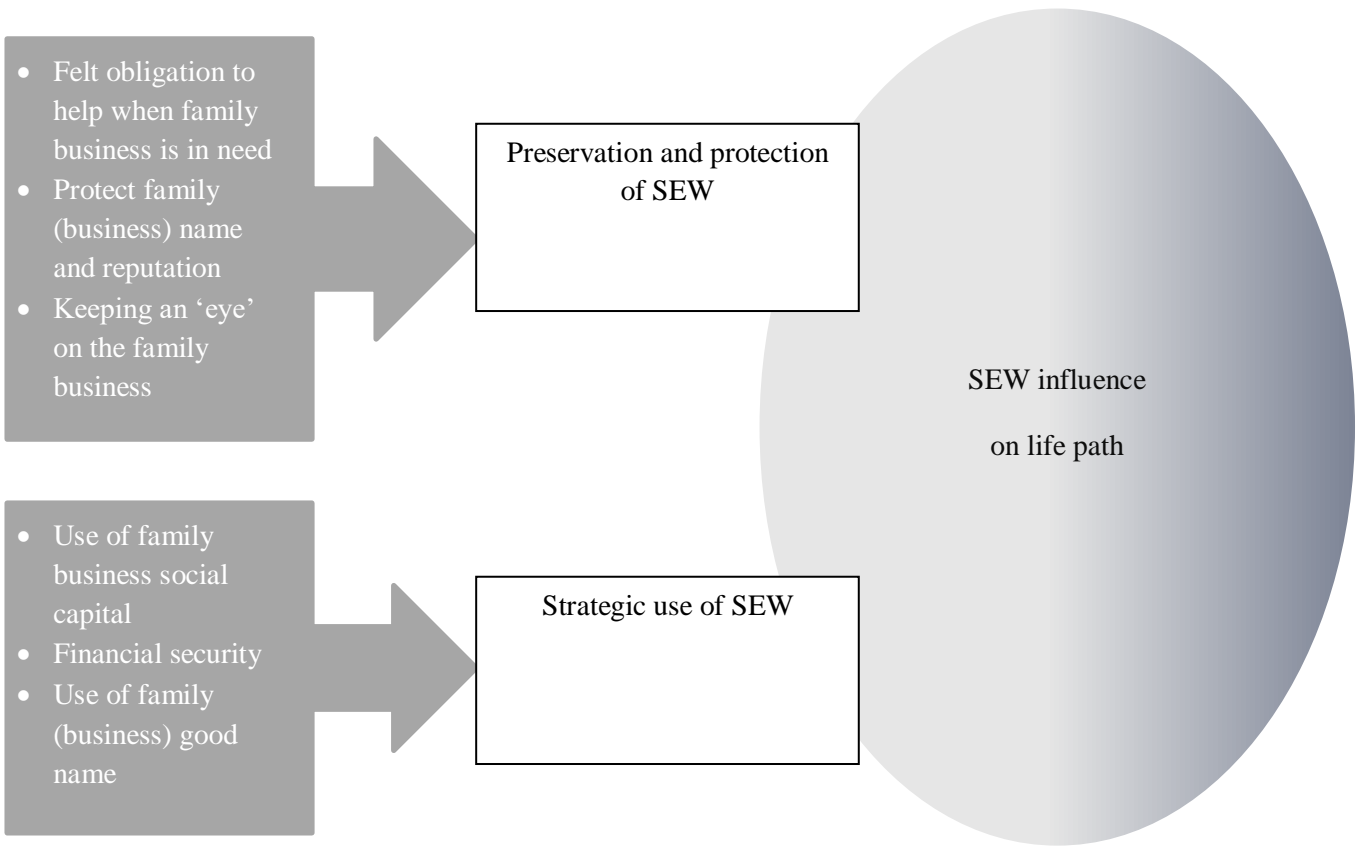 • Felt obligation to
help when family
business is in need
• Protect family
(business) name
and reputation
• Keeping an ‘eye’
on the family
business
Preservation and protection
of SEW
• Use of family
business social
capital
• Financial security
• Use of family
(business) good
name
Strategic use of SEW
SEW influence
on life path